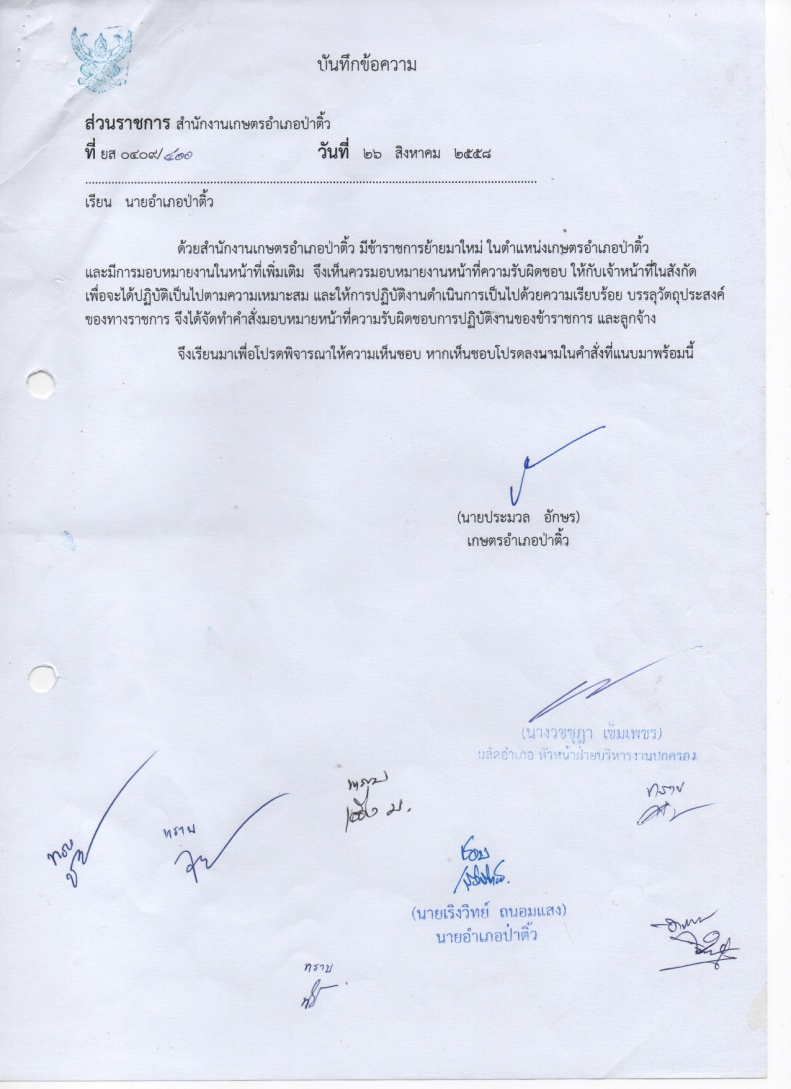 บันทึกข้อความ
ส่วนราชการ สำนักงานเกษตรอำเภอป่าติ้ว
ที่ ยส ๐๔๐๙/ วันที่ ๒๖ สิงหาคม ๒๕๕๘
เรียน นายอำเภอป่าติ้ว
ด้วยสำนักงานเกษตรอำเภอป่าติ้ว มีข้าราชการย้ายมาใหม่ ในตำแหน่งเกษตรอำเภอป่าติ้ว
และมีการมอบหมายงานในหน้าที่เพิ่มเติม จึงเห็นควรมอบหมายงานหน้าที่ความรับผิดชอบ ให้กับเจ้าหน้าที่ในสังกัด
เพื่อจะได้ปฏิบัติเป็นไปตามความเหมาะสม และให้การปฏิบัติงานดำเนินการเป็นไปด้วยความเรียบร้อย บรรลุวัตถุประสงค์
ของทางราชการ จึงได้จัดทำคำสั่งมอบหมายหน้าที่ความรับผิดชอบการปฏิบัติงานของข้าราชการ และลูกจ้าง
จึงเรียนมาเพื่อโปรดพิจารณาให้ความเห็นชอบ หากเห็นชอบโปรดลงนามในคำสั่งที่แนบมาพร้อมนี้
(นายประมวล อักษร)
เกษตรอำเภอป่าติ้ว
(นางวชชุฎา เข็มเพชร)
ปลัดอำเภอ หัวหน้าฝ่ายบริหารงานปกครอง
ทราบ
ทราบ
ทราบ
ทราบ
ชอบ
(นายเริงวิทย์ ถนอมแสง)
นายอำเภอป่าติ้ว
ทราบ